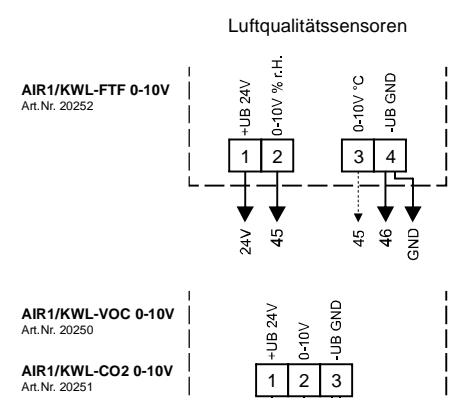 Luftqualitätssensoren
AIR1/KWL-FTF 0-10V
Art.Nr. 20252
+UB 24V
0-10V % r.H.
0-10V °C
-UB GND
1 2 3 4
24V
45
45
46
GND
AIR1/KWL-VOC 0-10V
Art.Nr. 20250
AIR1/KWL-CO2 0-10V
Art.Nr. 20251
+UB 24V
0-10V
-UB GND
1 2 3